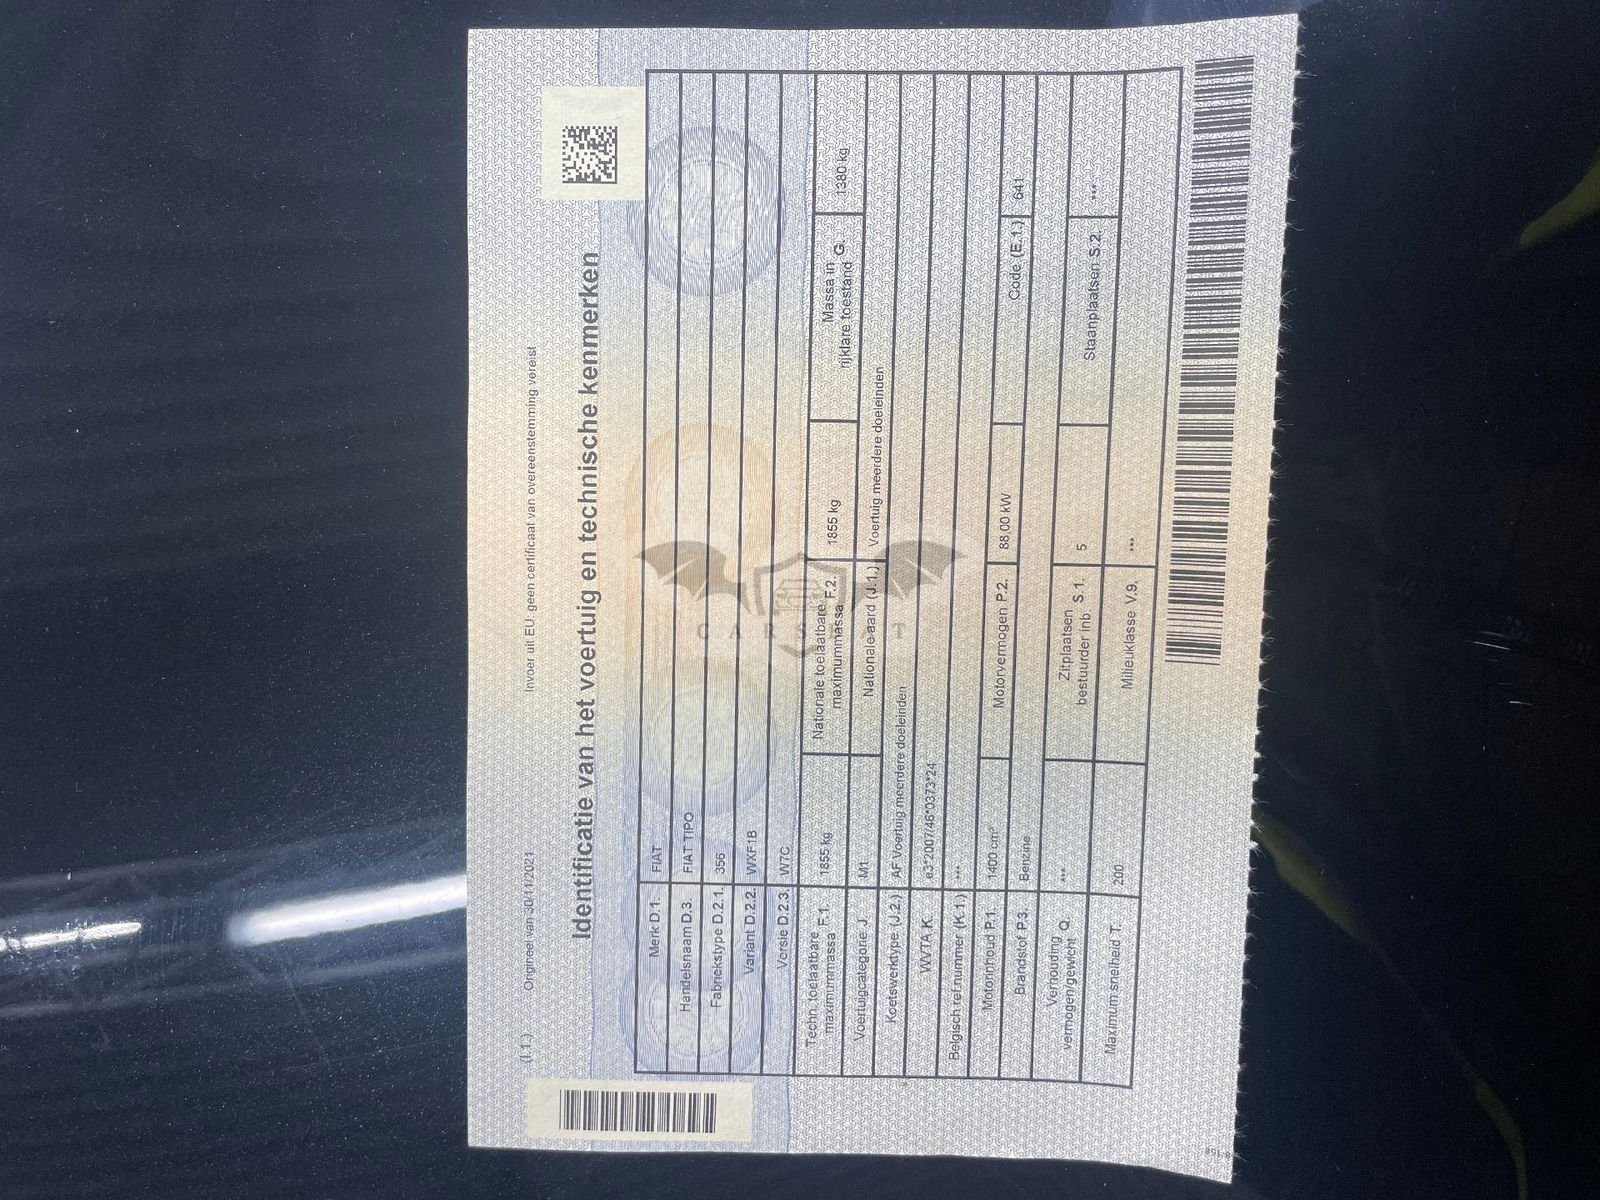 (I.1.) Origineel van 30/11/2021 Invoer uit EU: geen certificaat van overeenstemming vereist
Identificatie van het voertuig en technische kenmerken
Merk D.1. FIAT
Handelsnaam D.3. FIAT TIPO
Fabriekstype D.2.1. 356
Variant D.2.2. WXF1B
Versie D.2.3. W7C
Techn. toelaatbare maximummassa F.1. 1855 kg Nationale toelaatbare maximummassa F.2. 1855 kg Massa in rijklare toestand G. 1380 kg
Voertuigcategorie J. M1 Nationale aard (J.1.) Voertuig meerdere doeleinden
Koetswerktype (J.2.) AF Voertuig meerdere doeleinden
WVTA K. e3*2007/46*0373*24
Belgisch ref.nummer (K.1.) ***
Motorinhoud P.1. 1400 cm³ Motorvermogen P.2. 88,00 kW
Brandstof P.3. Benzine Code (E.1.) 641
Verhouding vermogen/gewicht Q. *** Zitplaatsen bestuurder inb. S.1. 5 Staanplaatsen S.2. ***
Maximum snelheid T. 200 Milieuklasse V.9. ***